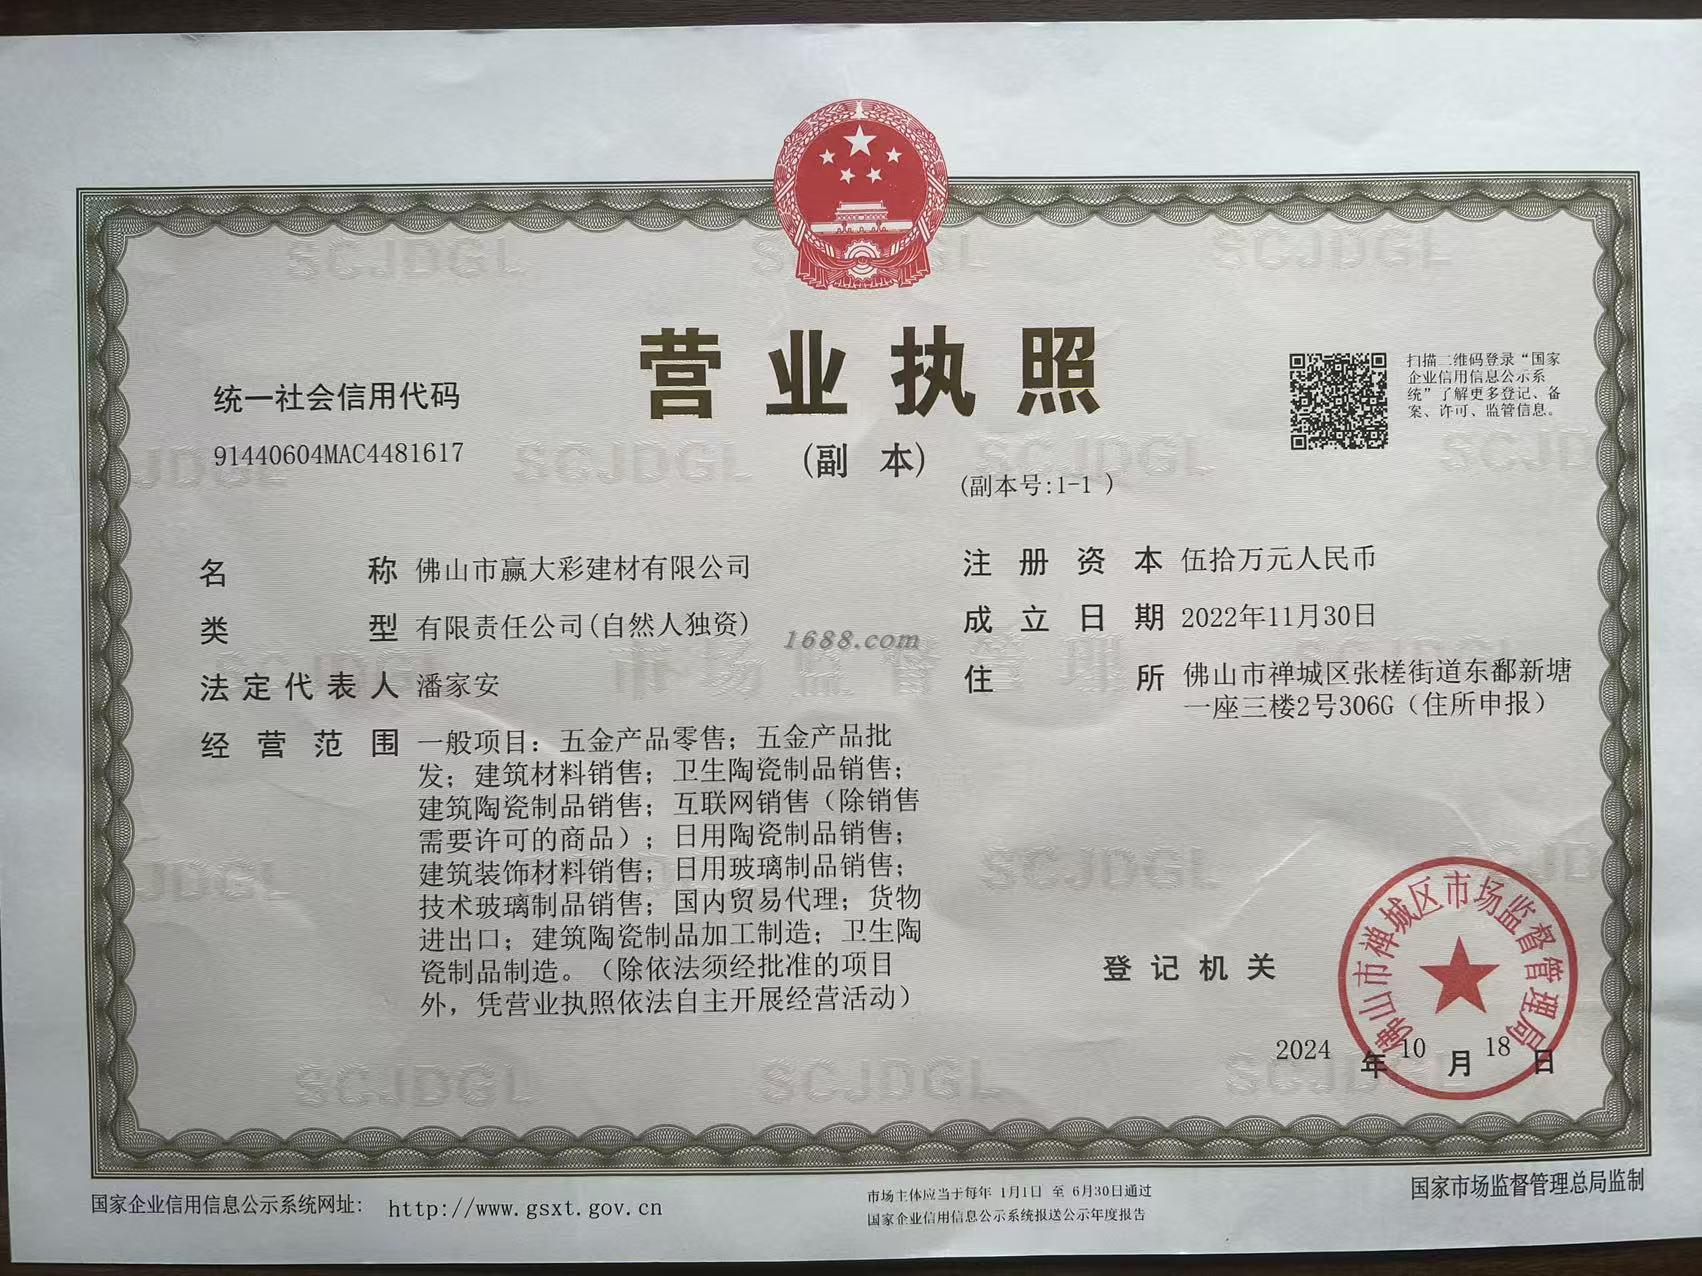 营业执照
(副 本)
(副本号:1-1 )
统一社会信用代码
91440604MAC4481617
扫描二维码登录“国家
企业信用信息公示系
统”了解更多登记、备
案、许可、监管信息。
名 称 佛山市赢大彩建材有限公司
类 型 有限责任公司(自然人独资)
法定代表人 潘家安
经营范围 一般项目：五金产品零售；五金产品批
发；建筑材料销售；卫生陶瓷制品销售；
建筑陶瓷制品销售；互联网销售（除销售
需要许可的商品）；日用陶瓷制品销售；
建筑装饰材料销售；日用玻璃制品销售；
技术玻璃制品销售；国内贸易代理；货物
进出口；建筑陶瓷制品加工制造；卫生陶
瓷制品制造。（除依法须经批准的项目
外，凭营业执照依法自主开展经营活动）
注册资本 伍拾万元人民币
成立日期 2022年11月30日
住 所 佛山市禅城区张槎街道东鄱新塘
一座三楼2号306G（住所申报）
1688.com
市场监督管理
SCJDGL
登记机关
佛山市禅城区市场监督管理局
2024 年 10 月 18 日
国家企业信用信息公示系统网址： http://www.gsxt.gov.cn
市场主体应当于每年 1月1日 至 6月30日通过
国家企业信用信息公示系统报送公示年度报告
国家市场监督管理总局监制